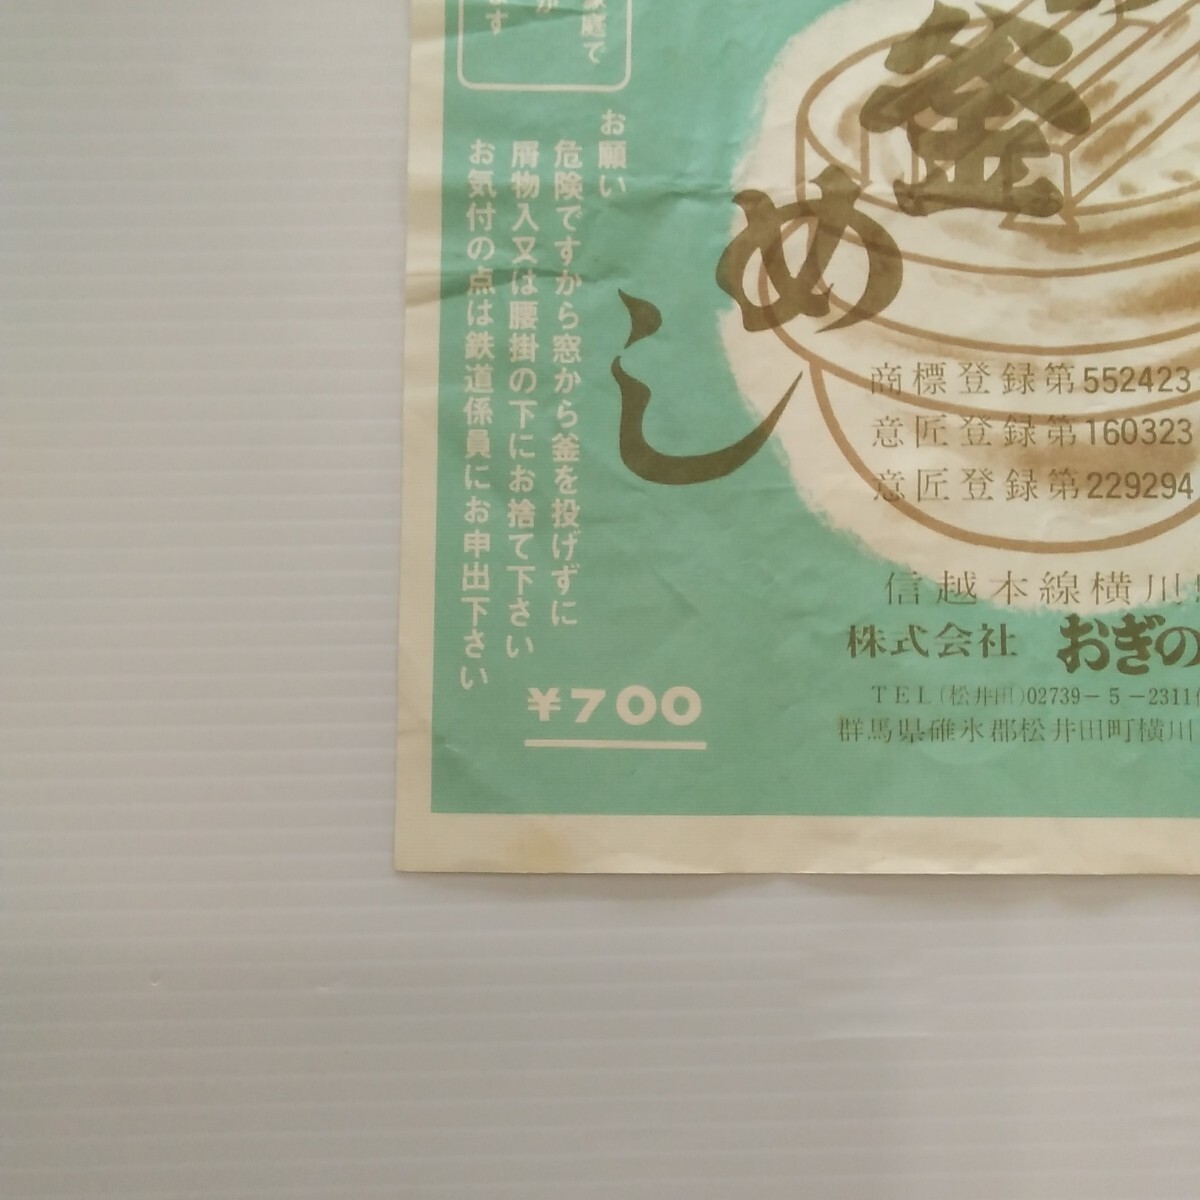 庭で
が
ます
お願い
危険ですから窓から釜を投げずに
屑物入又は腰掛の下にお捨て下さい
お気付の点は鉄道係員にお申出下さい
釜
めし
商標登録第552423
意匠登録第160323
意匠登録第229294
信越本線横川
株式会社 おぎの
TEL(松井田)02739-5-2311
群馬県碓氷郡松井田町横川
¥700